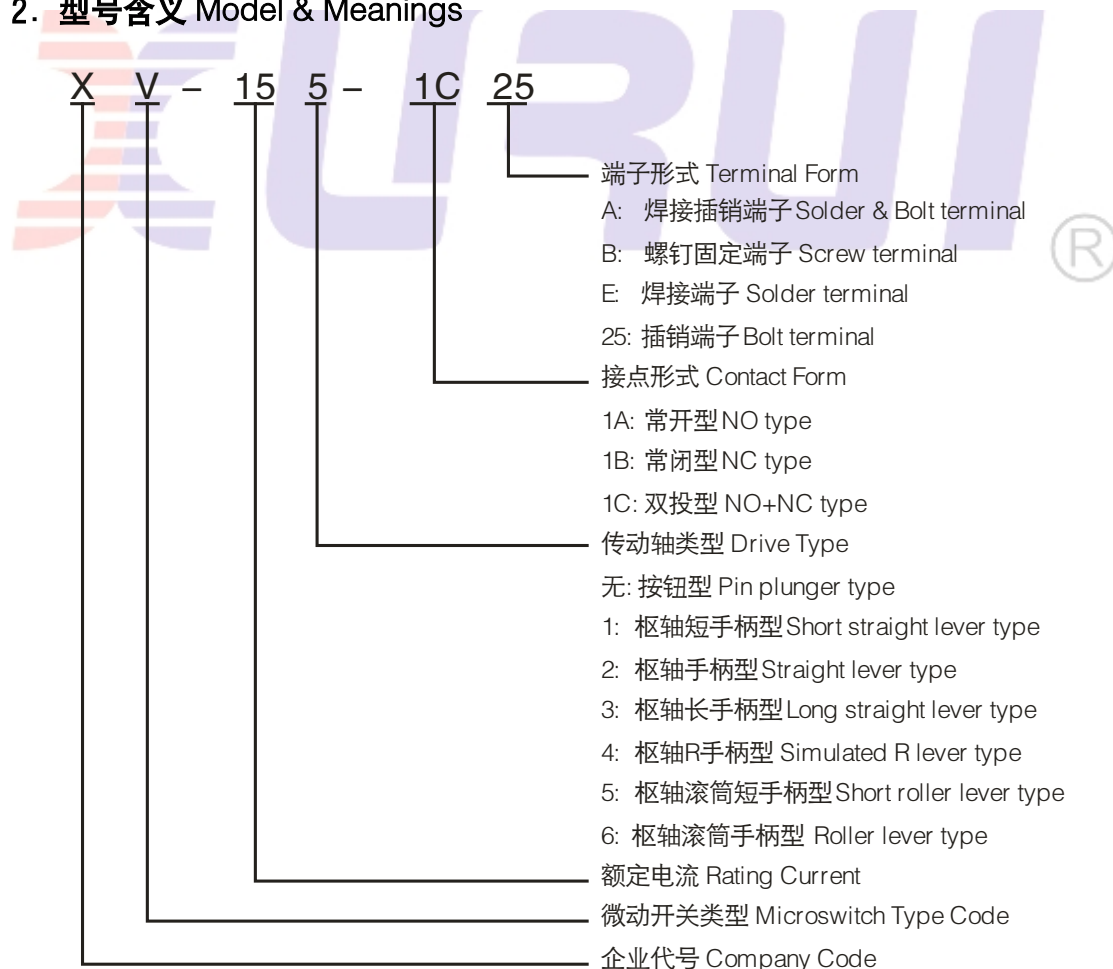 2. 型号含义 Model & Meanings
X V - 15 5 - 1C 25
端子形式 Terminal Form
A: 焊接插销端子 Solder & Bolt terminal
B: 螺钉固定端子 Screw terminal
E: 焊接端子 Solder terminal
25: 插销端子 Bolt terminal
接点形式 Contact Form
1A: 常开型 NO type
1B: 常闭型 NC type
1C: 双投型 NO+NC type
传动轴类型 Drive Type
无: 按钮型 Pin plunger type
1: 枢轴短手柄型 Short straight lever type
2: 枢轴手柄型 Straight lever type
3: 枢轴长手柄型 Long straight lever type
4: 枢轴R手柄型 Simulated R lever type
5: 枢轴滚筒短手柄型 Short roller lever type
6: 枢轴滚筒手柄型 Roller lever type
额定电流 Rating Current
微动开关类型 Microswitch Type Code
企业代号 Company Code
XURUI ®